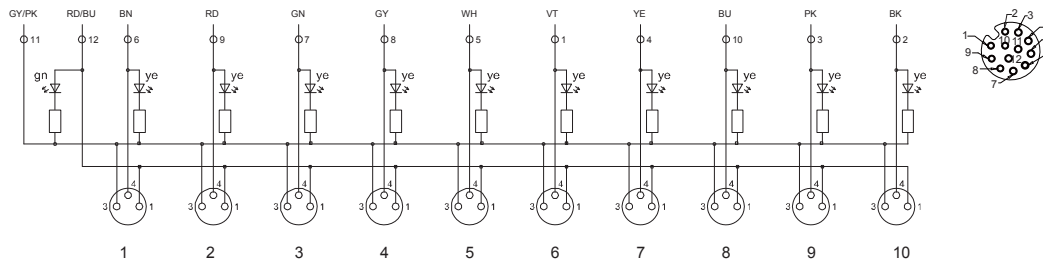 GY/PK RD/BU BN RD GN GY WH VT YE BU PK BK
11 12 6 9 7 8 5 1 4 10 3 2
gn ye ye ye ye ye ye ye ye ye ye
4 4 4 4 4 4 4 4 4 4
3 1 3 1 3 1 3 1 3 1 3 1 3 1 3 1 3 1 3 1
1 2 3 4 5 6 7 8 9 10
2 3
1 10 11
9 12
8
7